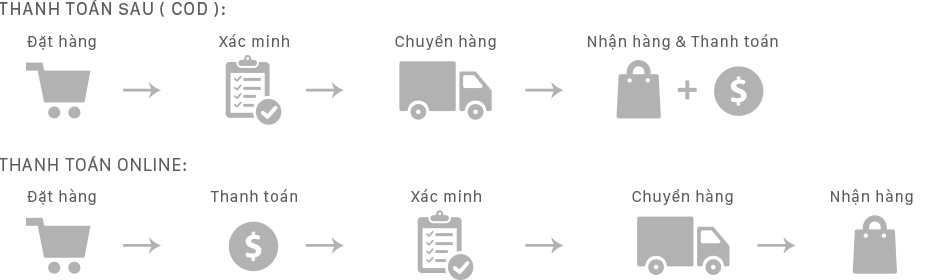 THANH TOÁN SAU ( COD ):
Đặt hàng Xác minh Chuyển hàng Nhận hàng & Thanh toán
THANH TOÁN ONLINE:
Đặt hàng Thanh toán Xác minh Chuyển hàng Nhận hàng